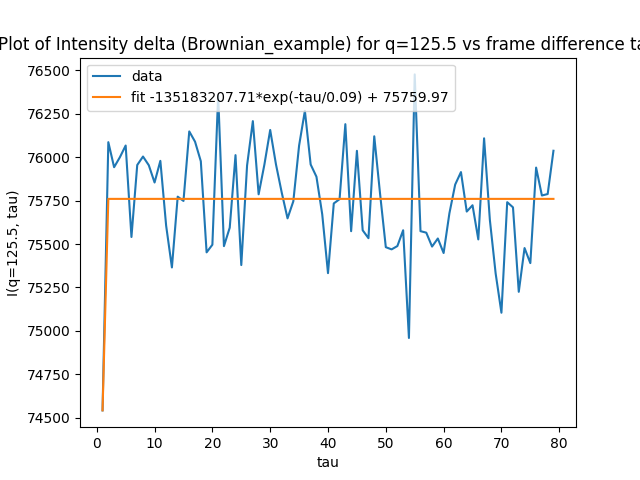 Plot of Intensity delta (Brownian_example) for q=125.5 vs frame difference ta
data
fit -135183207.71*exp(-tau/0.09) + 75759.97
I(q=125.5, tau)
76500
76250
76000
75750
75500
75250
75000
74750
74500
0 10 20 30 40 50 60 70 80
tau